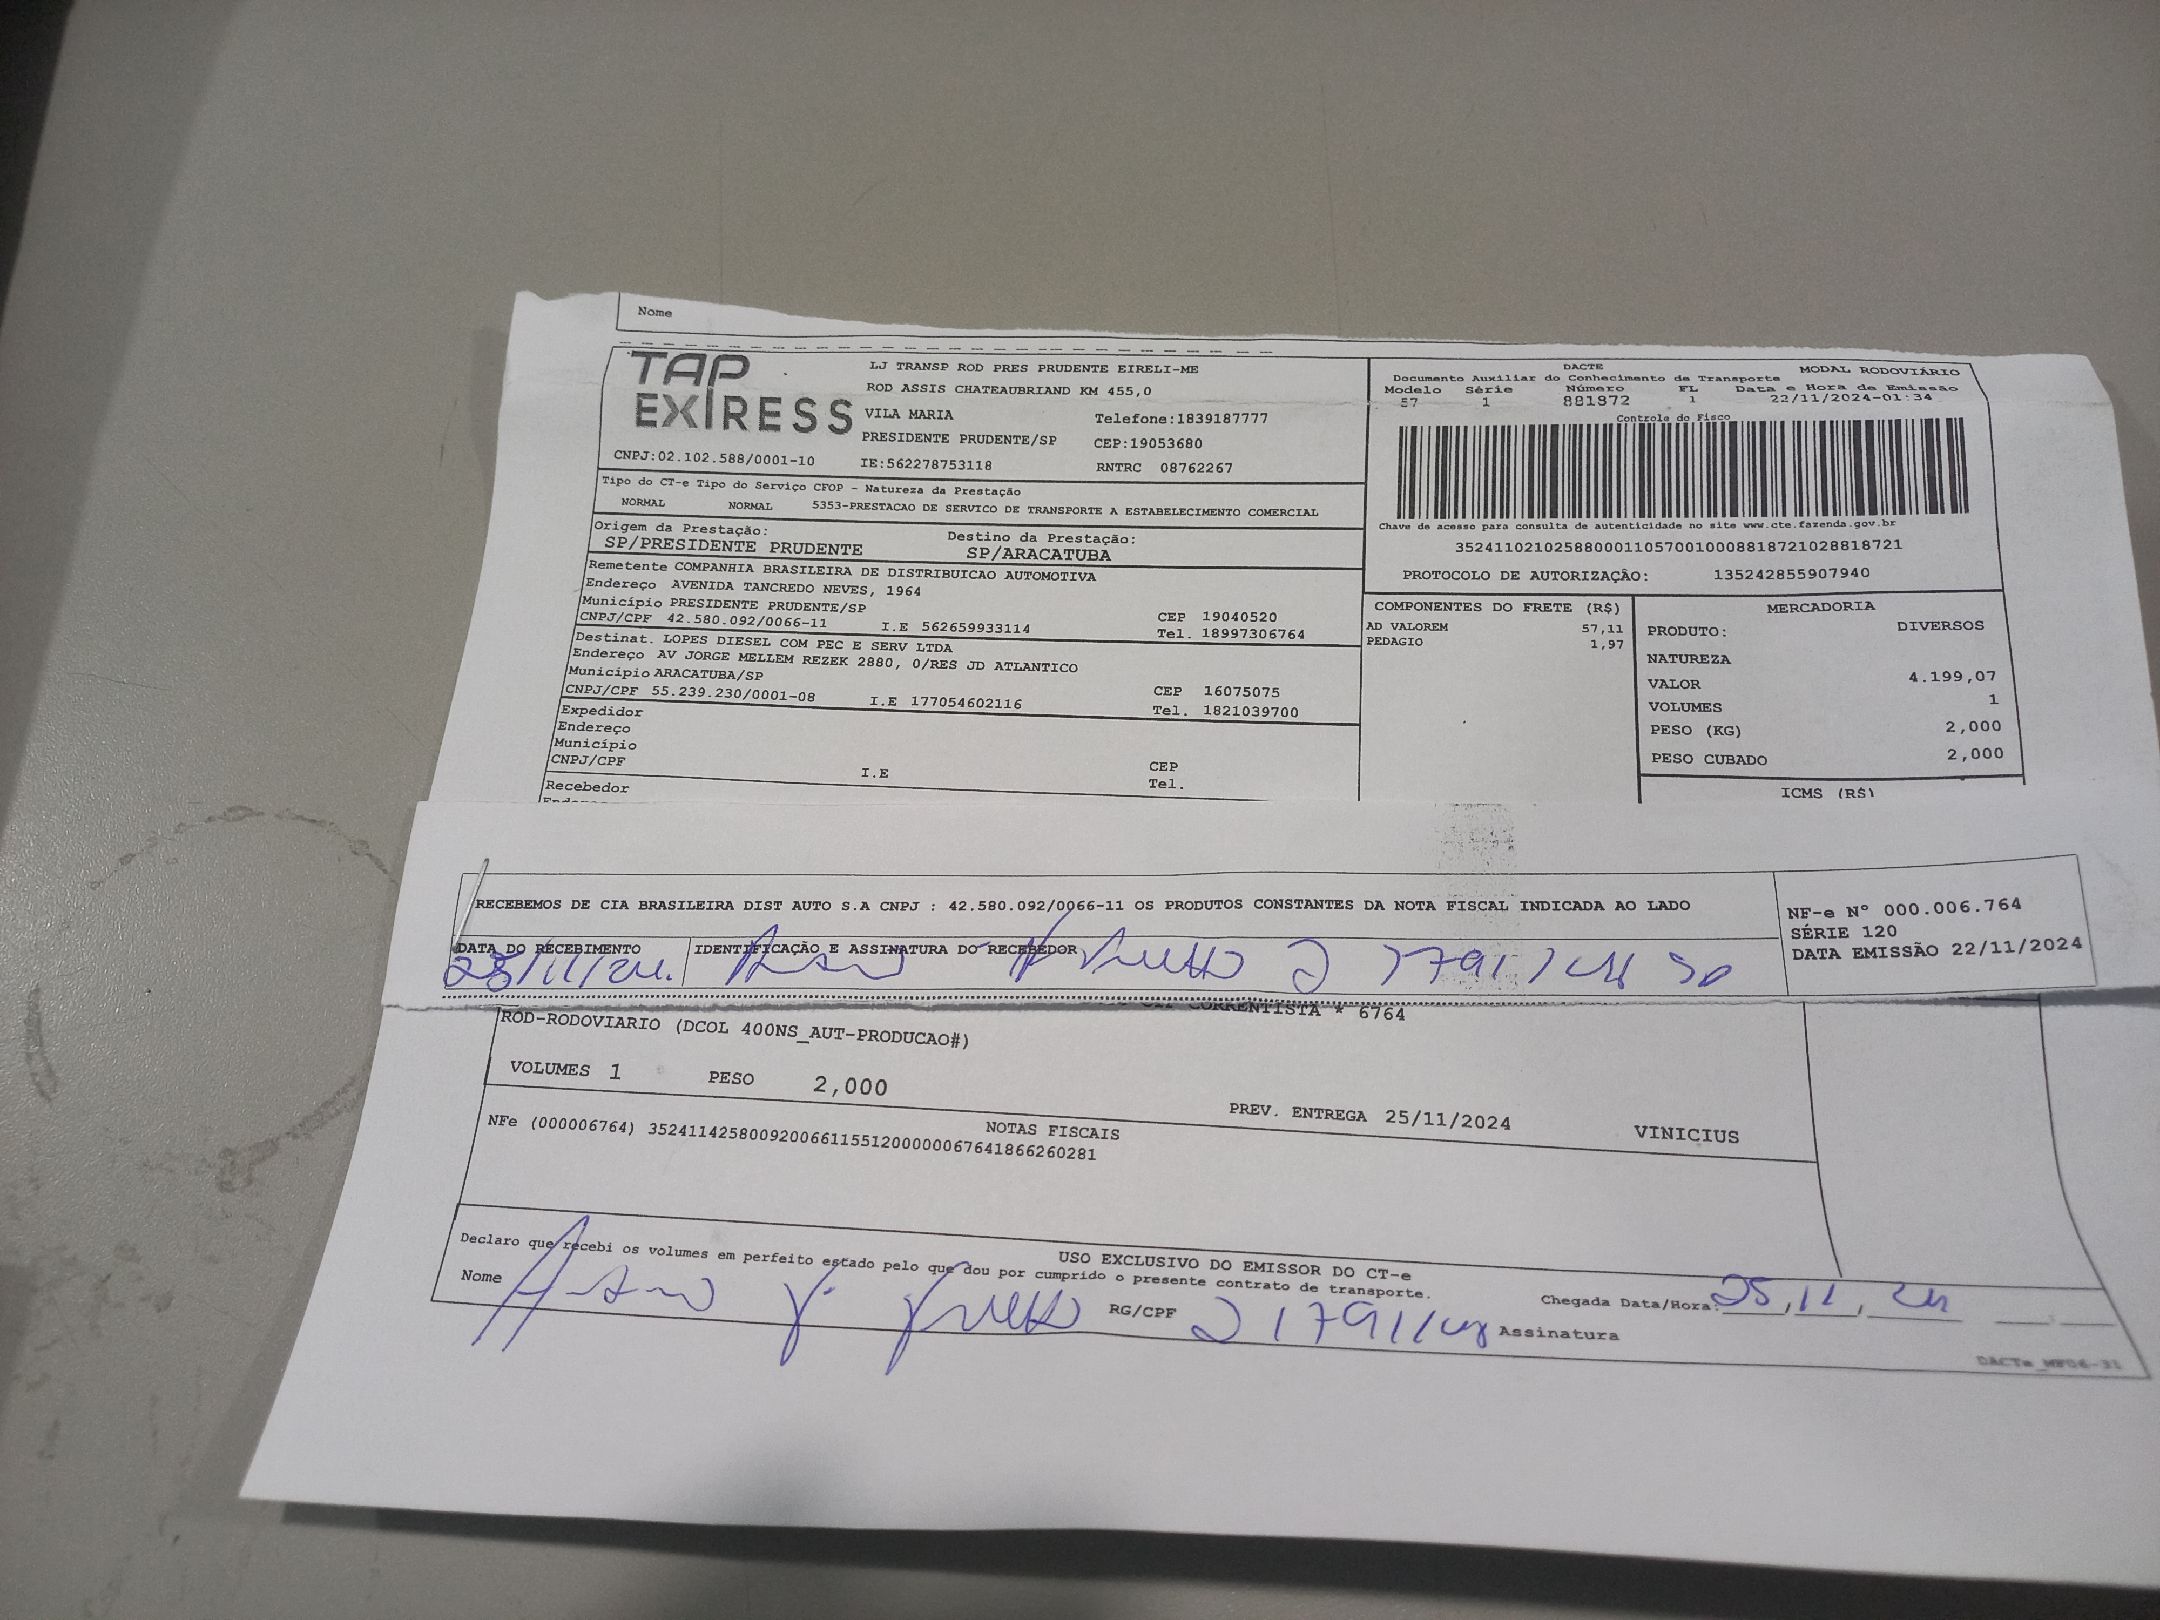 Nome
TAP EXPRESS
LJ TRANSP ROD PRES PRUDENTE EIRELI-ME
ROD ASSIS CHATEAUBRIAND KM 455,0
VILA MARIA Telefone:1839187777
PRESIDENTE PRUDENTE/SP CEP:19053680
CNPJ:02.102.588/0001-10 IE:562278753118 RNTRC 08762267
Tipo do CT-e Tipo do Serviço CFOP - Natureza da Prestação
NORMAL NORMAL 5353-PRESTACAO DE SERVICO DE TRANSPORTE A ESTABELECIMENTO COMERCIAL
Origem da Prestação: Destino da Prestação:
SP/PRESIDENTE PRUDENTE SP/ARACATUBA
Remetente COMPANHIA BRASILEIRA DE DISTRIBUICAO AUTOMOTIVA
Endereço AVENIDA TANCREDO NEVES, 1964
Município PRESIDENTE PRUDENTE/SP CEP 19040520
CNPJ/CPF 42.580.092/0066-11 I.E 562659933114 Tel. 18997306764
Destinat. LOPES DIESEL COM PEC E SERV LTDA
Endereço AV JORGE MELLEM REZEK 2880, 0/RES JD ATLANTICO
Município ARACATUBA/SP CEP 16075075
CNPJ/CPF 55.239.230/0001-08 I.E 177054602116 Tel. 1821039700
Expedidor
Endereço
Município
CNPJ/CPF I.E CEP
Tel.
Recebedor
DACTE MODAL RODOVIÁRIO
Documento Auxiliar do Conhecimento de Transporte
Modelo Série Número FL Data e Hora de Emissão
57 1 881872 1 22/11/2024-01:34
Controle do Fisco
Chave de acesso para consulta de autenticidade no site www.cte.fazenda.gov.br
35241102102588000110570010008818721028818721
PROTOCOLO DE AUTORIZAÇÃO: 135242855907940
COMPONENTES DO FRETE (R$)
AD VALOREM 57,11
PEDAGIO 1,97
MERCADORIA
PRODUTO: DIVERSOS
NATUREZA
VALOR 4.199,07
VOLUMES 1
PESO (KG) 2,000
PESO CUBADO 2,000
ICMS (R$)
RECEBEMOS DE CIA BRASILEIRA DIST AUTO S.A CNPJ : 42.580.092/0066-11 OS PRODUTOS CONSTANTES DA NOTA FISCAL INDICADA AO LADO
DATA DO RECEBIMENTO IDENTIFICAÇÃO E ASSINATURA DO RECEBEDOR
25/11/24.
NF-e Nº 000.006.764
SÉRIE 120
DATA EMISSÃO 22/11/2024
CORRENTISTA * 6764
ROD-RODOVIARIO (DCOL 400NS_AUT-PRODUCAO#)
VOLUMES 1 PESO 2,000
PREV. ENTREGA 25/11/2024 VINICIUS
NOTAS FISCAIS
NFe (000006764) 35241142580092006611551200000067641866260281
USO EXCLUSIVO DO EMISSOR DO CT-e
Declaro que recebi os volumes em perfeito estado pelo que dou por cumprido o presente contrato de transporte.
Nome RG/CPF Assinatura
Chegada Data/Hora: 25,11,24